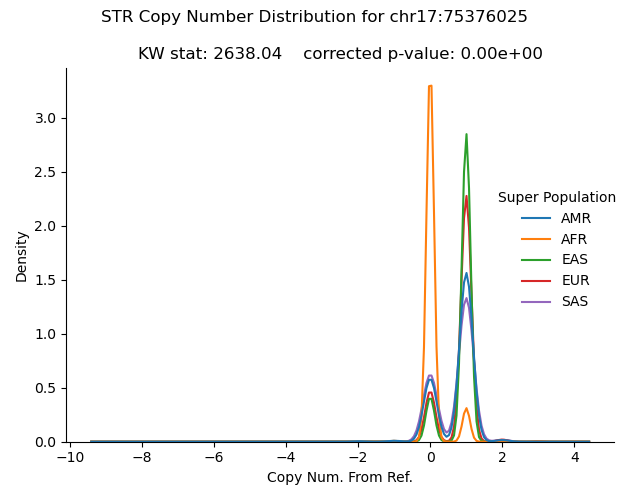 STR Copy Number Distribution for chr17:75376025
KW stat: 2638.04    corrected p-value: 0.00e+00
Density
3.0
2.5
2.0
1.5
1.0
0.5
0.0
−10
−8
−6
−4
−2
0
2
4
Copy Num. From Ref.
Super Population
AMR
AFR
EAS
EUR
SAS